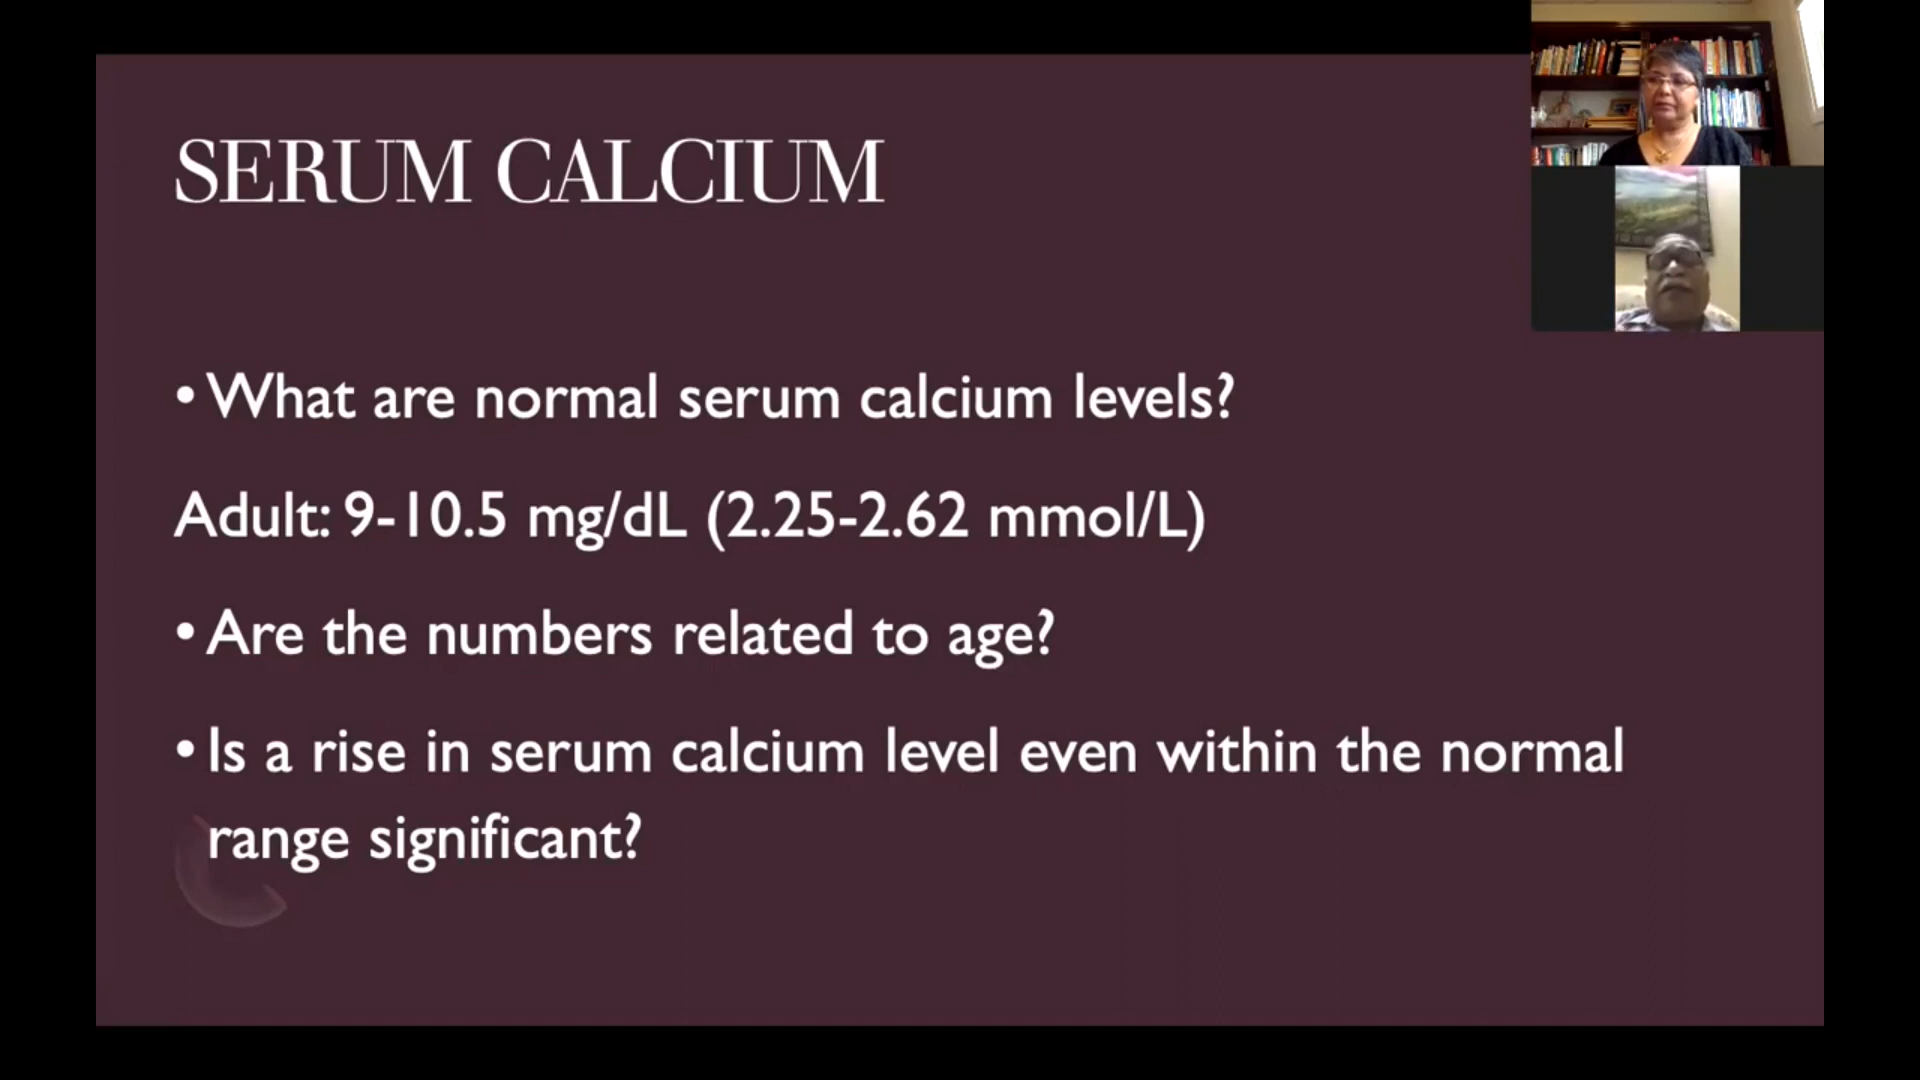 SERUM CALCIUM
• What are normal serum calcium levels?
Adult: 9-10.5 mg/dL (2.25-2.62 mmol/L)
• Are the numbers related to age?
• Is a rise in serum calcium level even within the normal
range significant?